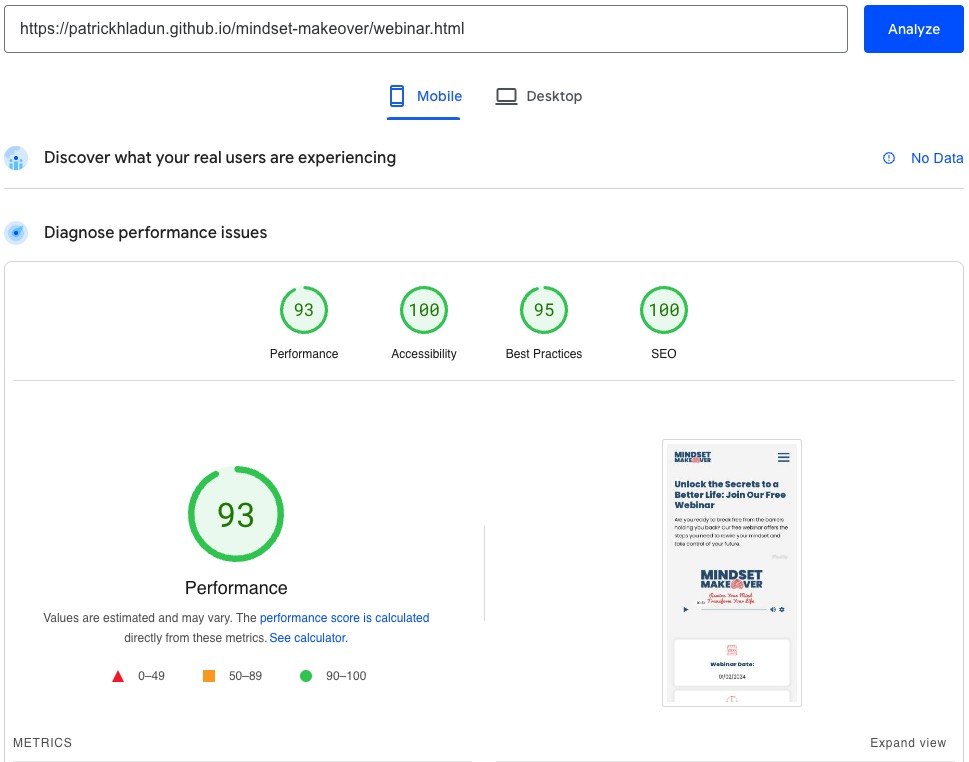 https://patrickhladun.github.io/mindset-makeover/webinar.html
Analyze
Mobile
Desktop
Discover what your real users are experiencing
No Data
Diagnose performance issues
93
100
95
100
Performance
Accessibility
Best Practices
SEO
93
Performance
Values are estimated and may vary. The performance score is calculated
directly from these metrics. See calculator.
0–49
50–89
90–100
MINDSET
MAKEOVER
Unlock the Secrets to a
Better Life: Join Our Free
Webinar
Are you ready to break free from the barriers
holding you back? Our free webinar offers the
steps you need to rewire your mindset and
take control of your future.
MINDSET
MAKEOVER
Rewire Your Mind
Transform Your Life
Webinar Date:
01/02/2024
METRICS
Expand view